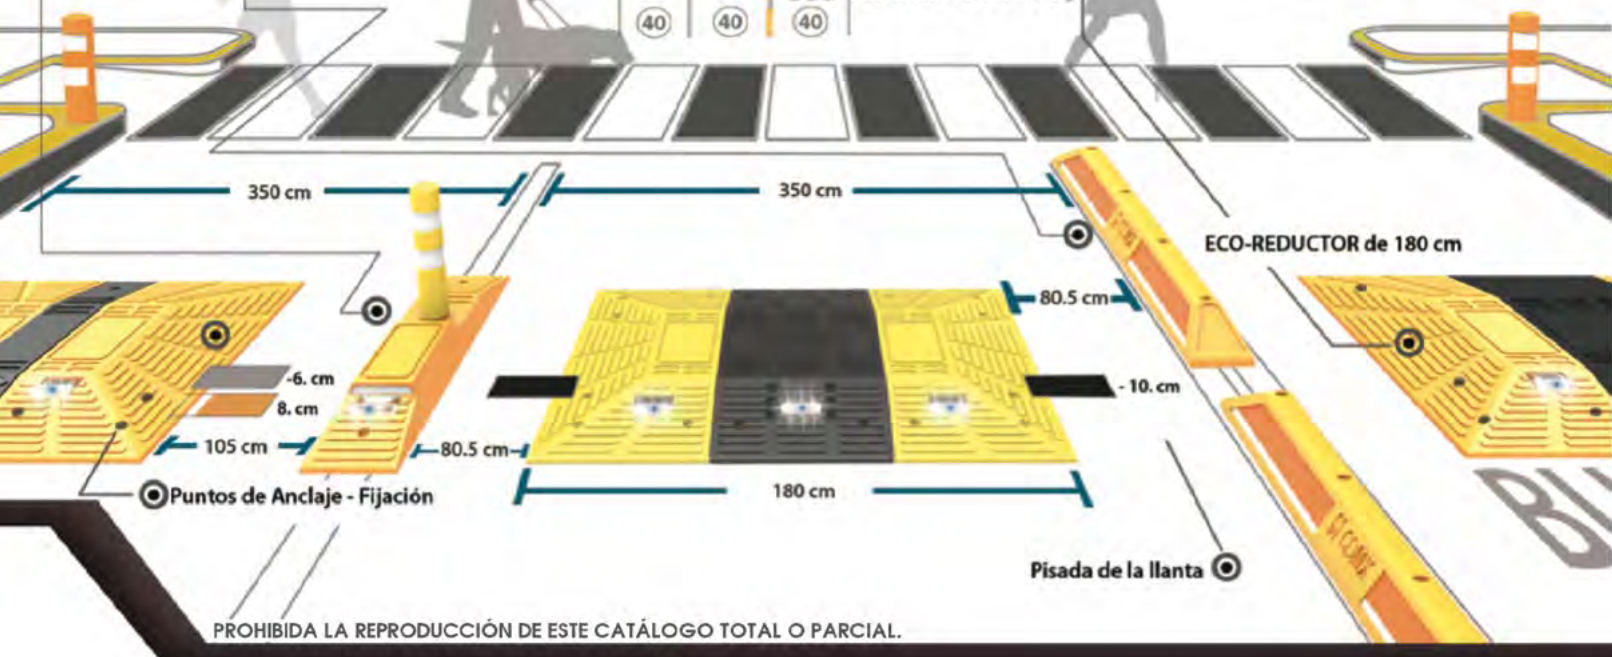 40 40 40
350 cm 350 cm
ECO-REDUCTOR de 180 cm
80.5 cm
-6. cm
- 10. cm
8. cm
105 cm
80.5 cm
180 cm
Puntos de Anclaje - Fijación
BU
Pisada de la llanta
PROHIBIDA LA REPRODUCCIÓN DE ESTE CATÁLOGO TOTAL O PARCIAL.